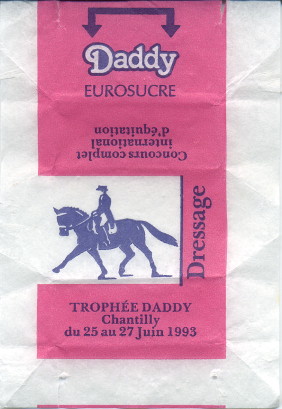 Daddy
EUROSUCRE
Concours complet
international
d'équitation
Dressage
TROPHÉE DADDY
Chantilly
du 25 au 27 Juin 1993